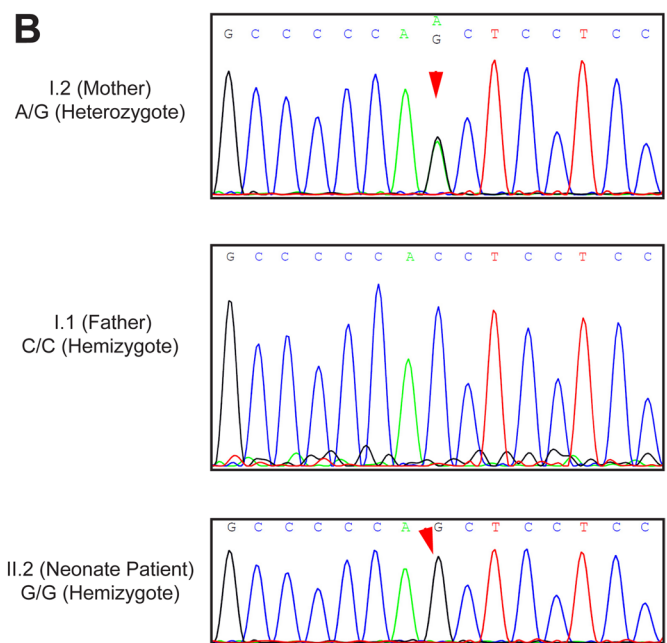 B
A
G C C C C C A G C T C C T C C
I.2 (Mother)
A/G (Heterozygote)
G C C C C C A C C T C C T C C
I.1 (Father)
C/C (Hemizygote)
G C C C C C A G C T C C T C C
II.2 (Neonate Patient)
G/G (Hemizygote)